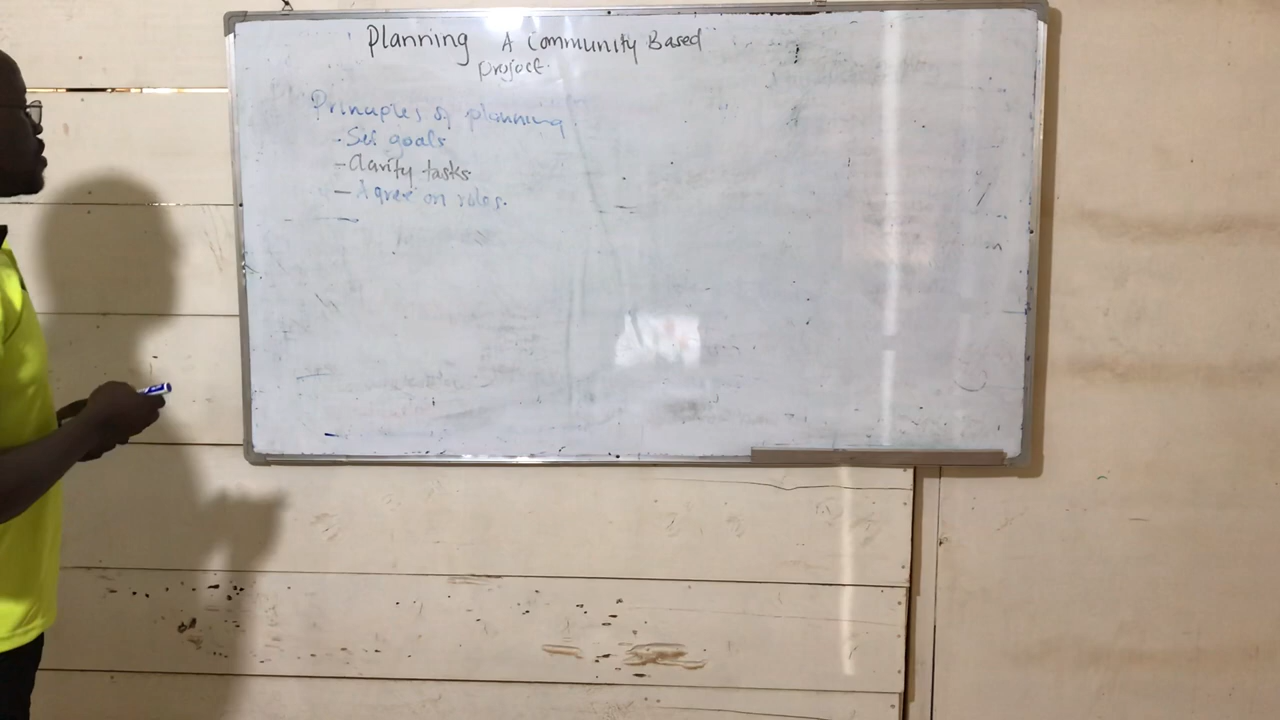 Planning A Community Based
project.
Principles of planning
- Set goals
- Clarify tasks
- Agree on roles.
-